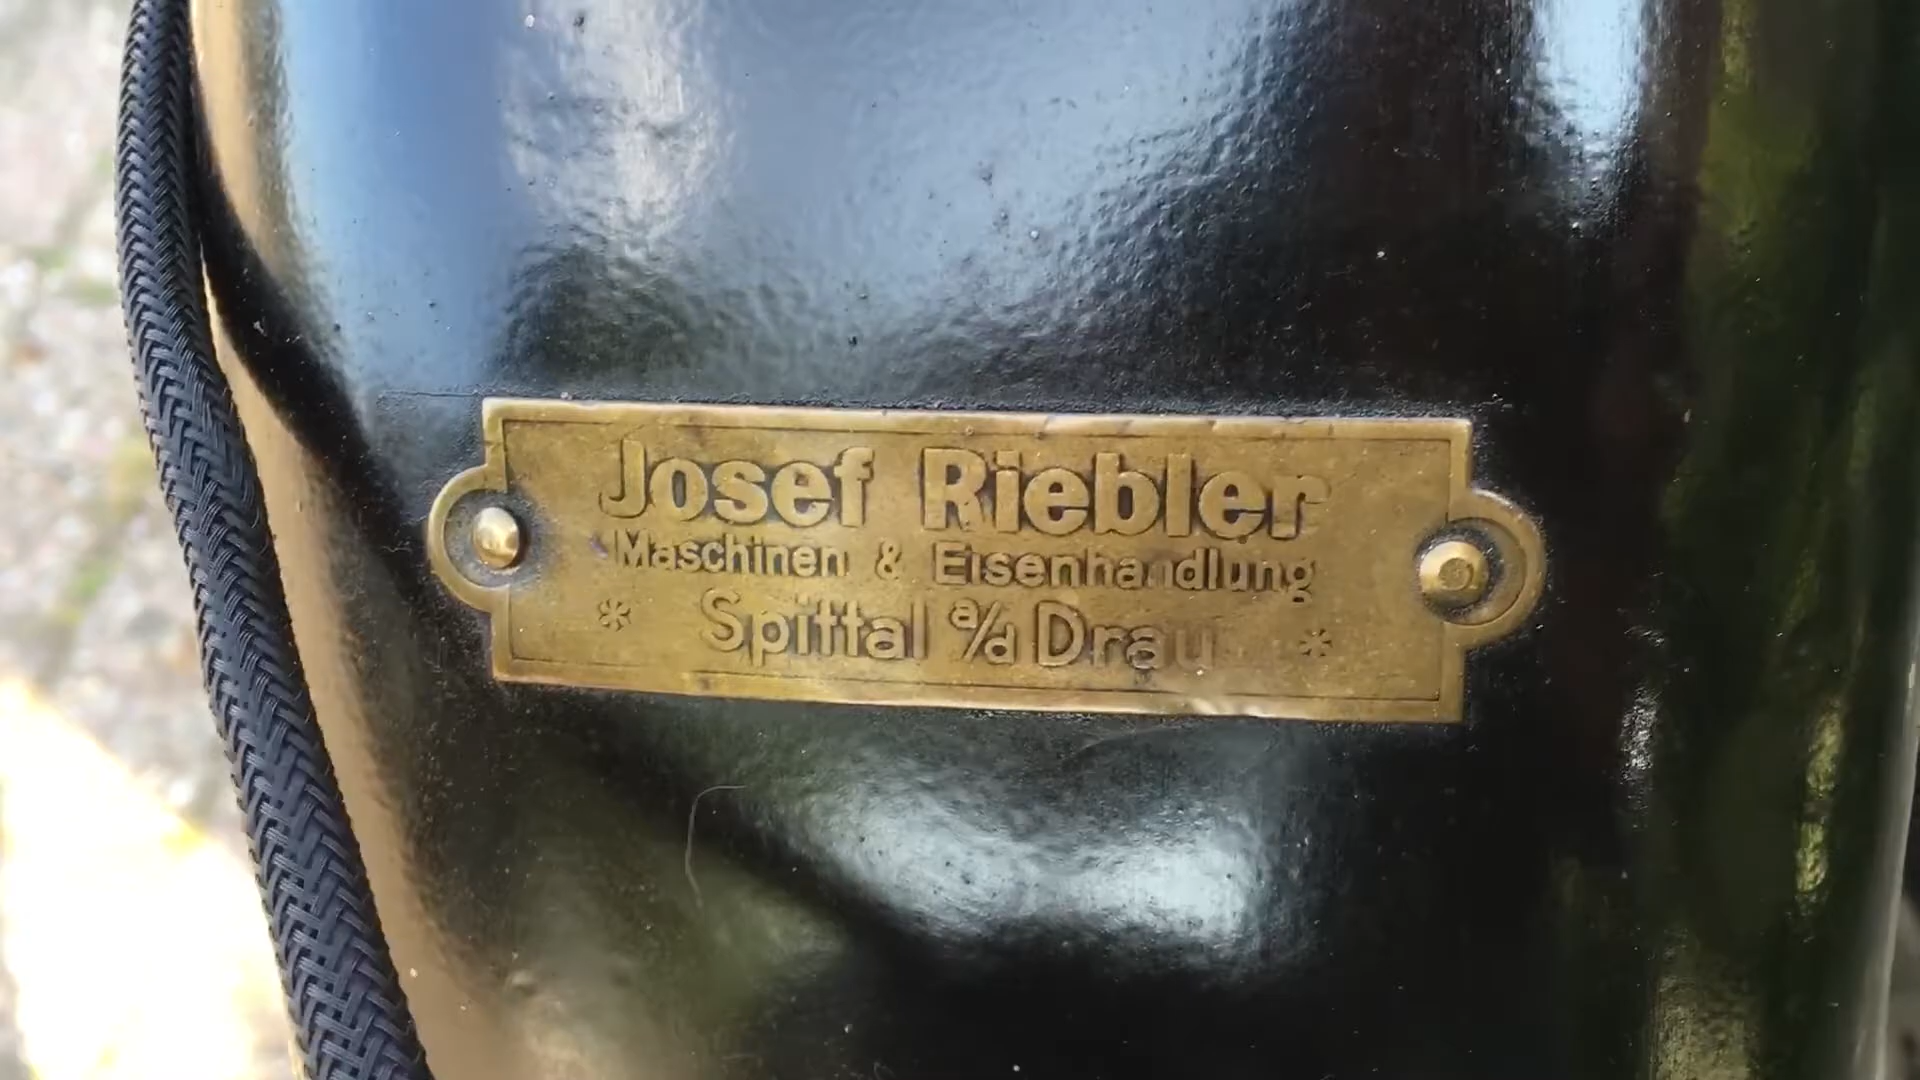 Josef Riebler
Maschinen & Eisenhandlung
* Spittal a/d Drau *